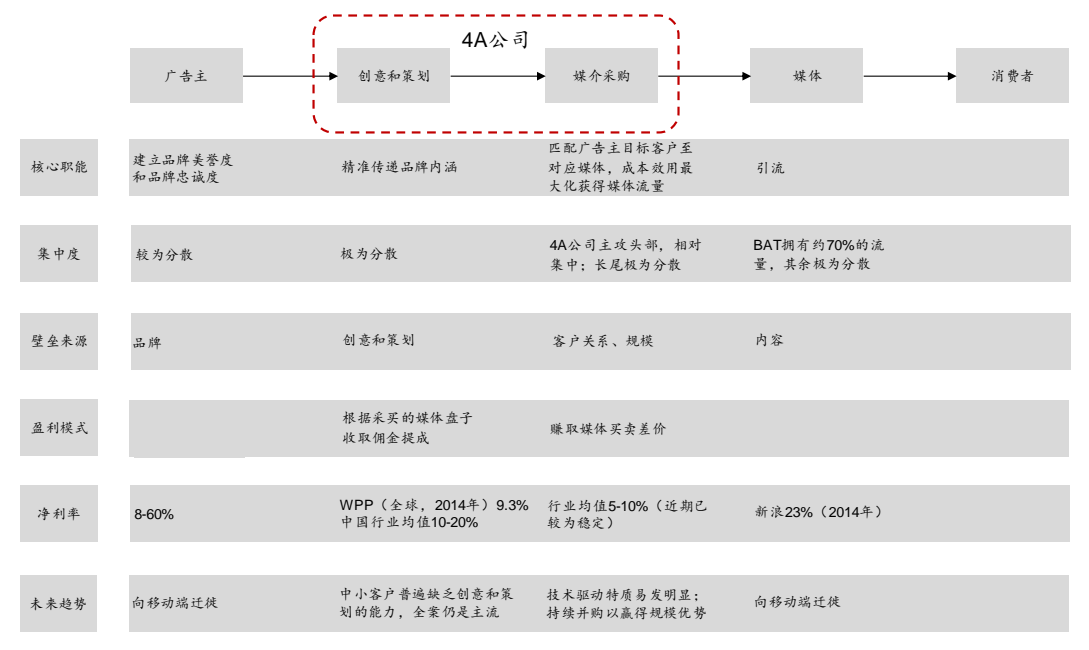 4A公司
广告主
创意和策划
媒介采购
媒体
消费者
核心职能
建立品牌美誉度
和品牌忠诚度
精准传递品牌内涵
匹配广告主目标客户至
对应媒体，成本效用最
大化获得媒体流量
引流
集中度
较为分散
极为分散
4A公司主攻头部，相对
集中；长尾极为分散
BAT拥有约70%的流
量，其余极为分散
壁垒来源
品牌
创意和策划
客户关系、规模
内容
盈利模式
根据采买的媒体盘子
收取佣金提成
赚取媒体买卖差价
净利率
8-60%
WPP（全球，2014年）9.3%
中国行业均值10-20%
行业均值5-10%（近期已
较为稳定）
新浪23%（2014年）
未来趋势
向移动端迁徙
中小客户普遍缺乏创意和策
划的能力，全案仍是主流
技术驱动特质易发明显；
持续并购以赢得规模优势
向移动端迁徙